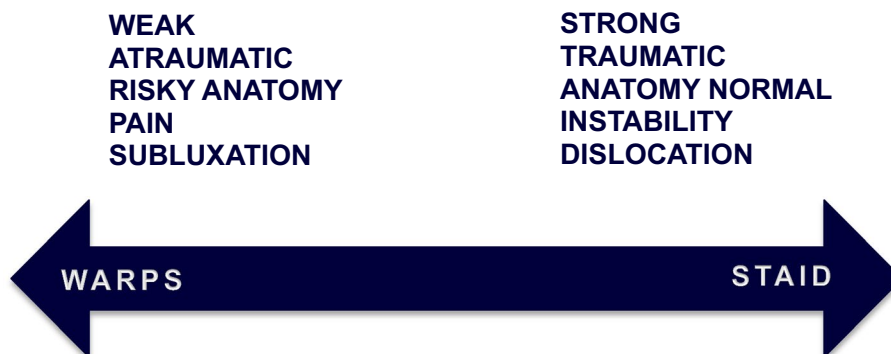 WEAK
ATRAUMATIC
RISKY ANATOMY
PAIN
SUBLUXATION
STRONG
TRAUMATIC
ANATOMY NORMAL
INSTABILITY
DISLOCATION
WARPS
STAID